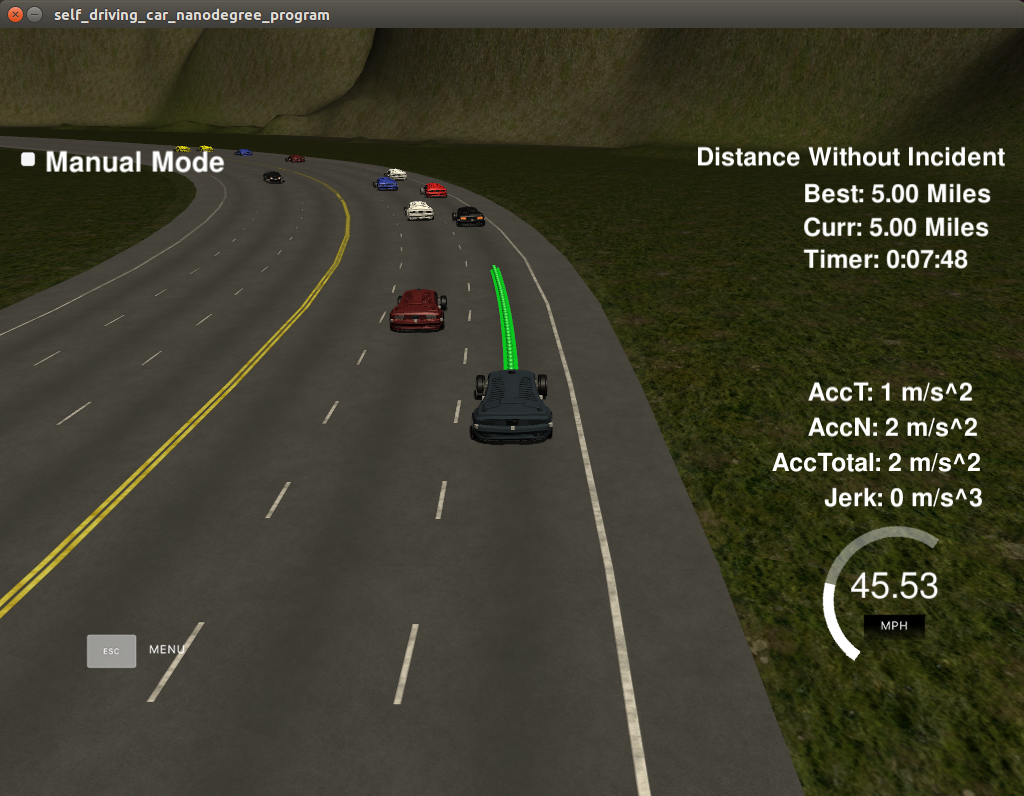 self_driving_car_nanodegree_program
Manual Mode
Distance Without Incident
Best: 5.00 Miles
Curr: 5.00 Miles
Timer: 0:07:48
AccT: 1 m/s^2
AccN: 2 m/s^2
AccTotal: 2 m/s^2
Jerk: 0 m/s^3
45.53
MPH
ESC MENU